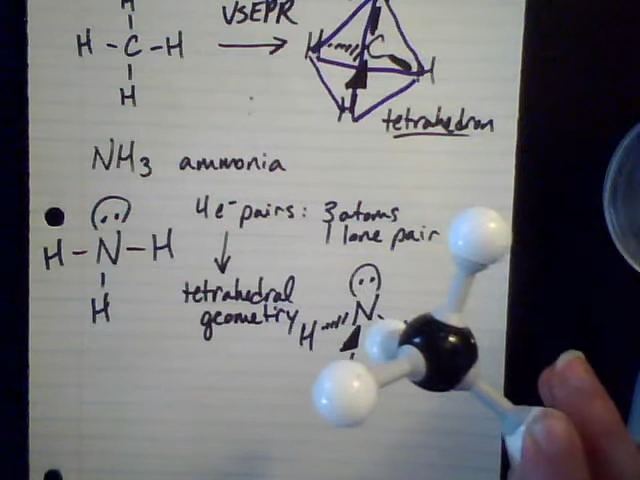 H
VSEPR
H - C - H
H
H C H
H
tetrahedron
NH3 ammonia
4 e- pairs: 3 atoms
1 lone pair
H - N - H
H
tetrahedral
geometry
N
H